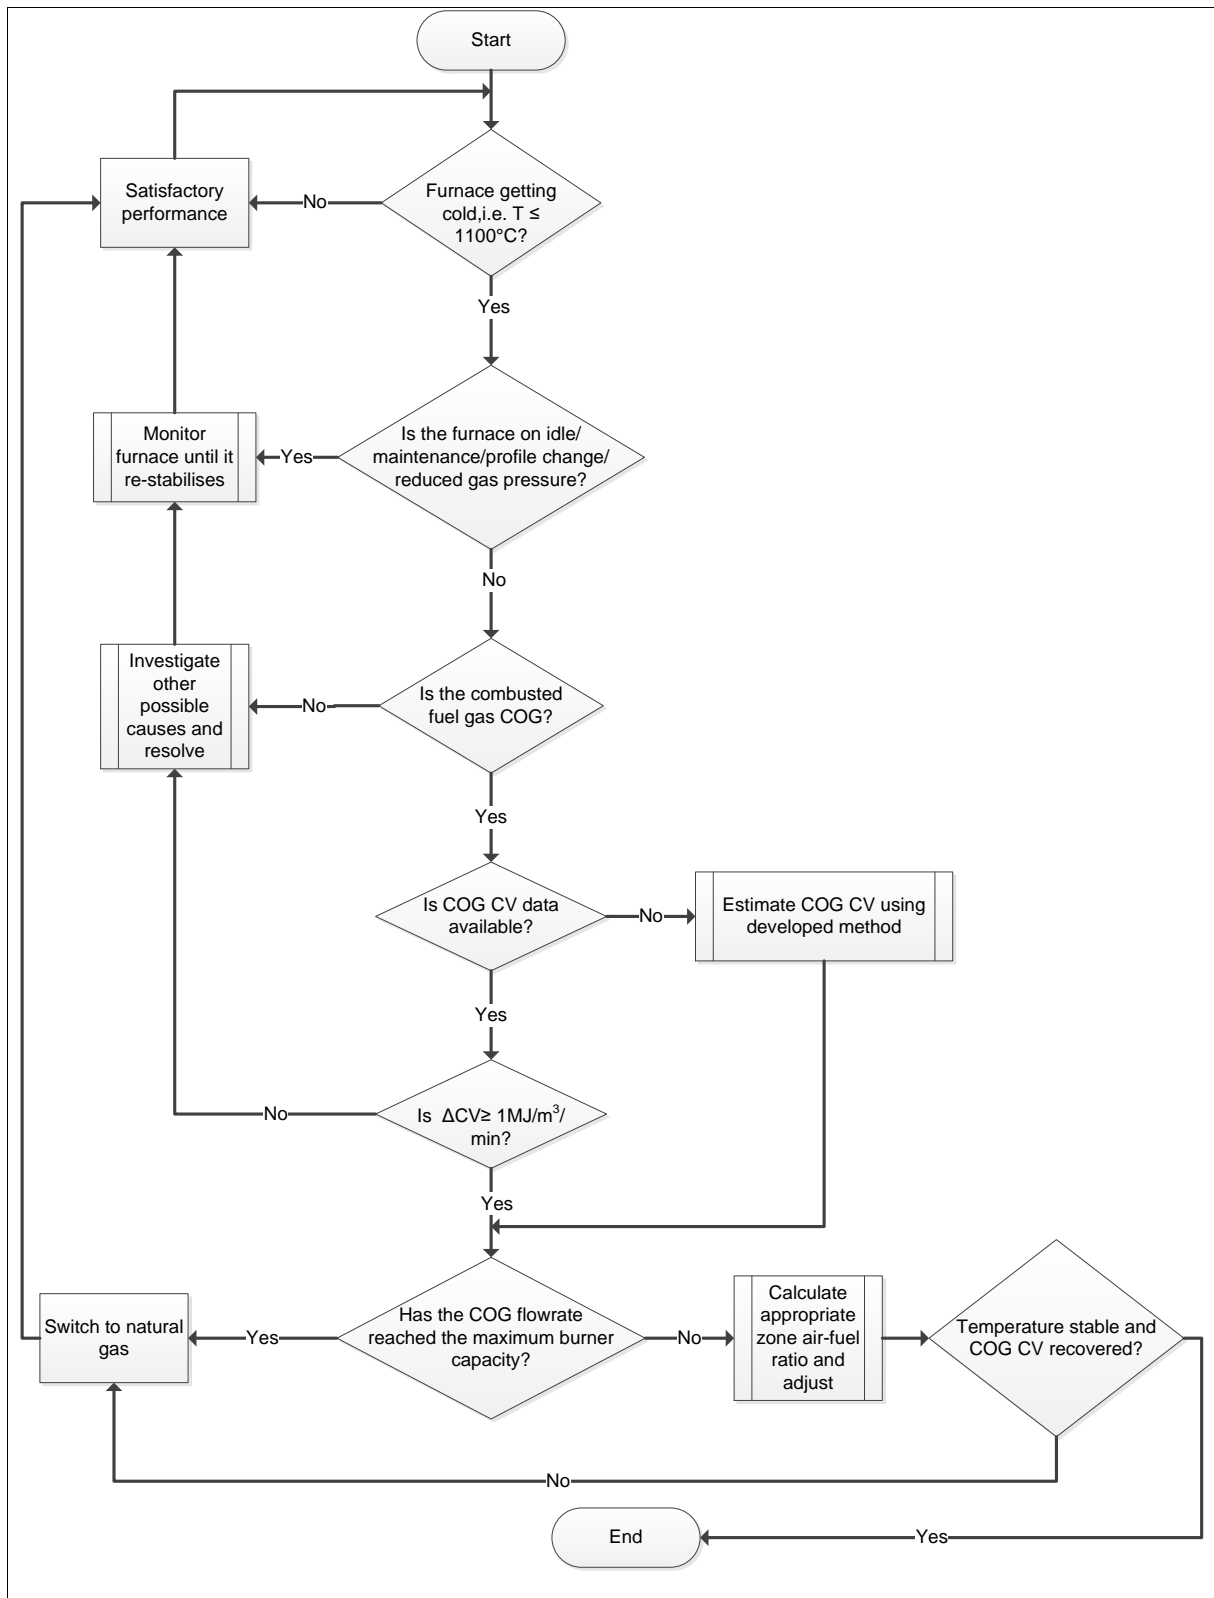 Start
Furnace getting
cold,i.e. T ≤
1100°C?
No
Satisfactory
performance
Yes
Is the furnace on idle/
maintenance/profile change/
reduced gas pressure?
Yes
Monitor
furnace until it
re-stabilises
No
Is the combusted
fuel gas COG?
No
Investigate
other
possible
causes and
resolve
Yes
Is COG CV data
available?
No
Estimate COG CV using
developed method
Yes
Is ΔCV≥ 1MJ/m³/
min?
No
Yes
Has the COG flowrate
reached the maximum burner
capacity?
Yes
Switch to natural
gas
No
Calculate
appropriate
zone air-fuel
ratio and
adjust
Temperature stable and
COG CV recovered?
No
Yes
End